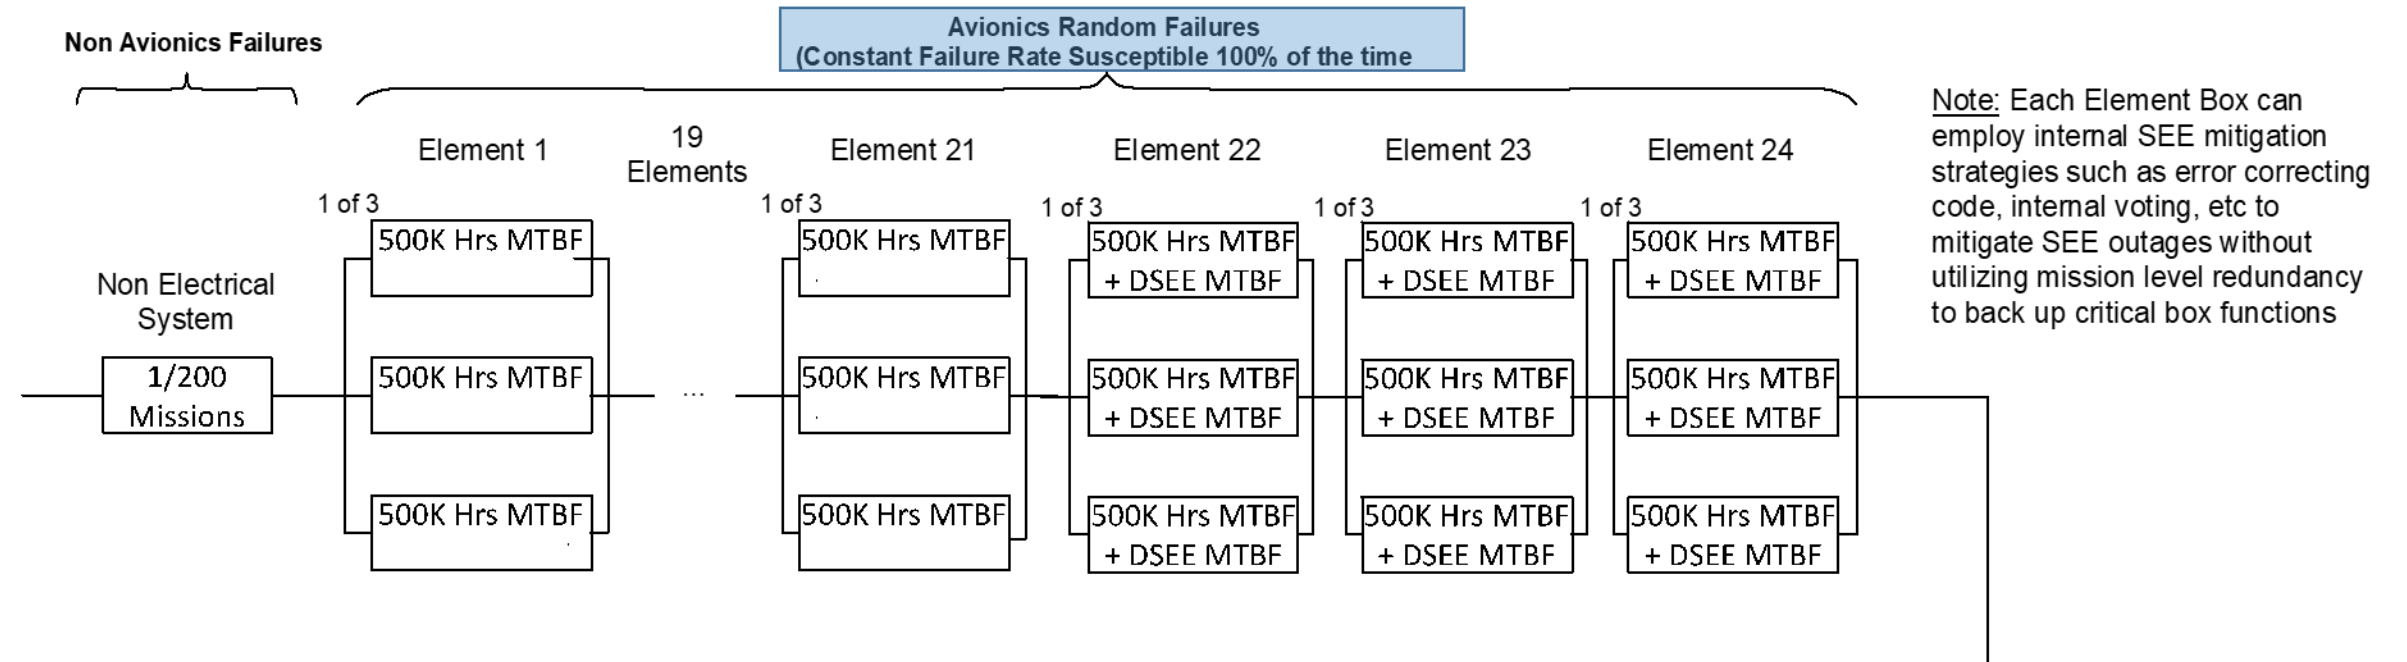 Non Avionics Failures
Avionics Random Failures
(Constant Failure Rate Susceptible 100% of the time
Element 1
19
Elements
Element 21
Element 22
Element 23
Element 24
Note: Each Element Box can
employ internal SEE mitigation
strategies such as error correcting
code, internal voting, etc to
mitigate SEE outages without
utilizing mission level redundancy
to back up critical box functions
Non Electrical
System
1/200
Missions
1 of 3
500K Hrs MTBF
500K Hrs MTBF
500K Hrs MTBF
...
1 of 3
500K Hrs MTBF
500K Hrs MTBF
500K Hrs MTBF
1 of 3
500K Hrs MTBF
+ DSEE MTBF
500K Hrs MTBF
+ DSEE MTBF
500K Hrs MTBF
+ DSEE MTBF
1 of 3
500K Hrs MTBF
+ DSEE MTBF
500K Hrs MTBF
+ DSEE MTBF
500K Hrs MTBF
+ DSEE MTBF
1 of 3
500K Hrs MTBF
+ DSEE MTBF
500K Hrs MTBF
+ DSEE MTBF
500K Hrs MTBF
+ DSEE MTBF